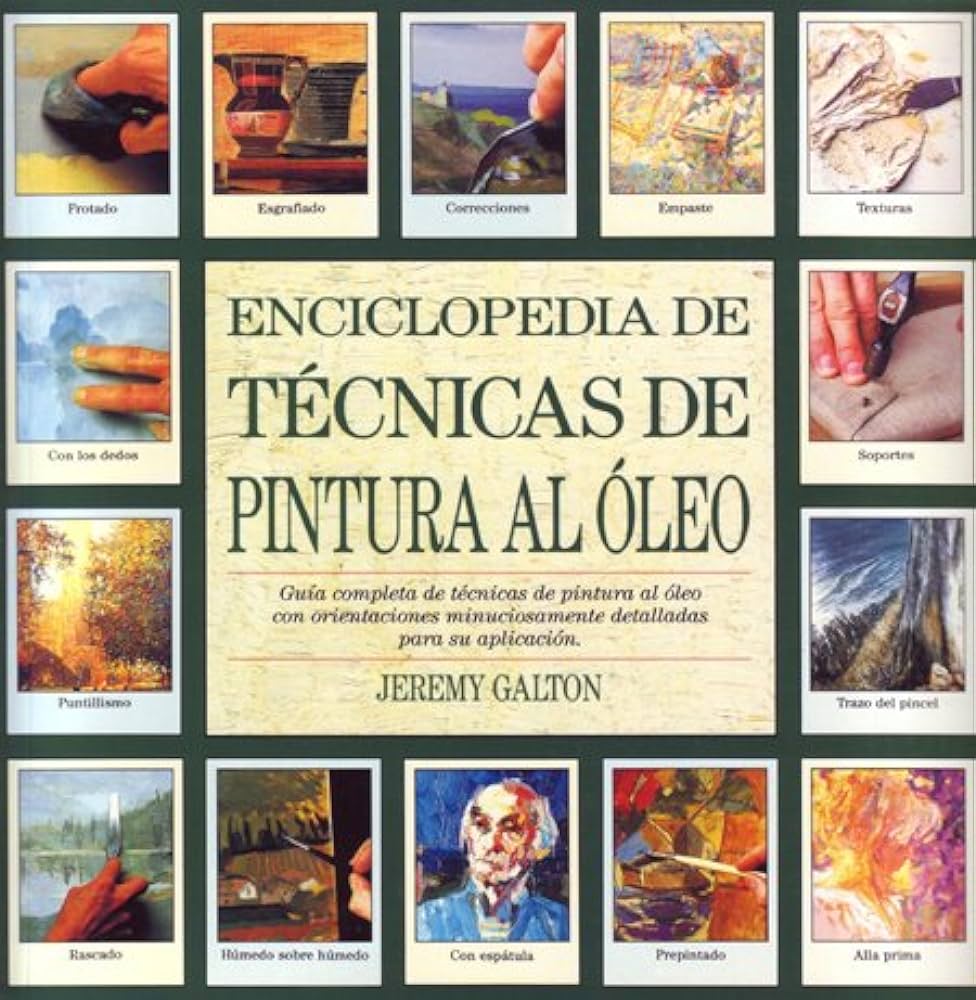 Frotado
Esgrafiado
Correcciones
Empaste
Texturas
Con los dedos
ENCICLOPEDIA DE
TÉCNICAS DE
PINTURA AL ÓLEO
Guía completa de técnicas de pintura al óleo
con orientaciones minuciosamente detalladas
para su aplicación.
JEREMY GALTON
Soportes
Puntillismo
Trazo del pincel
Rascado
Húmedo sobre húmedo
Con espátula
Prepintado
Alla prima